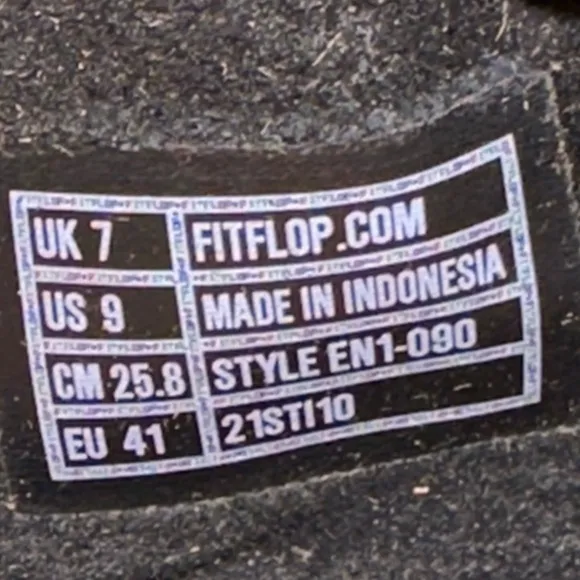 UK 7 FITFLOP.COM
US 9 MADE IN INDONESIA
CM 25.8 STYLE EN1-090
EU 41 21STI10